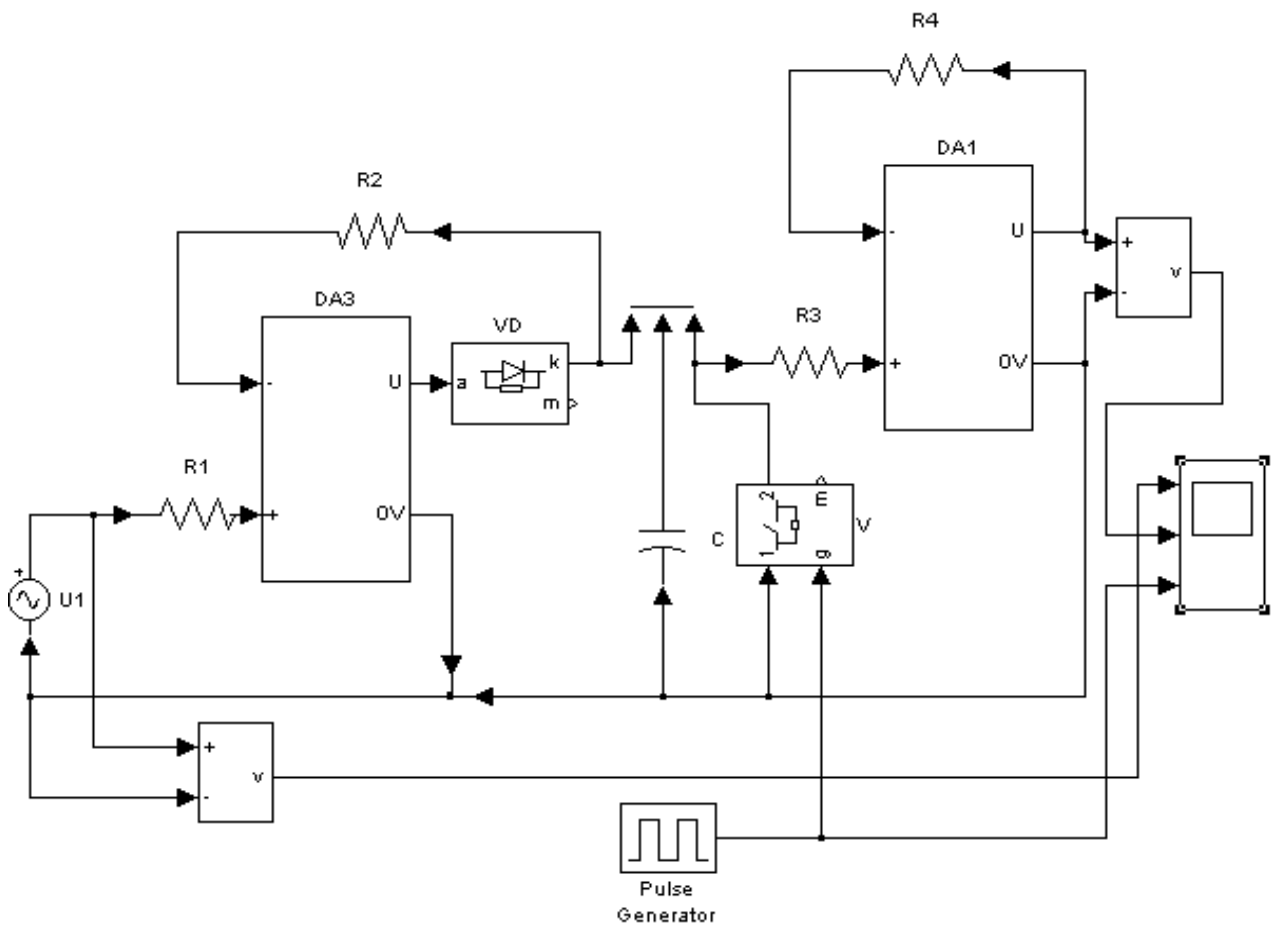 R4
DA1
R2
-
U
+
v
-
DA3
VD
R3
-
U
a
k
m
+
0V
R1
+
0V
C
2
m
1
g
V
+
U1
+
v
-
Pulse
Generator